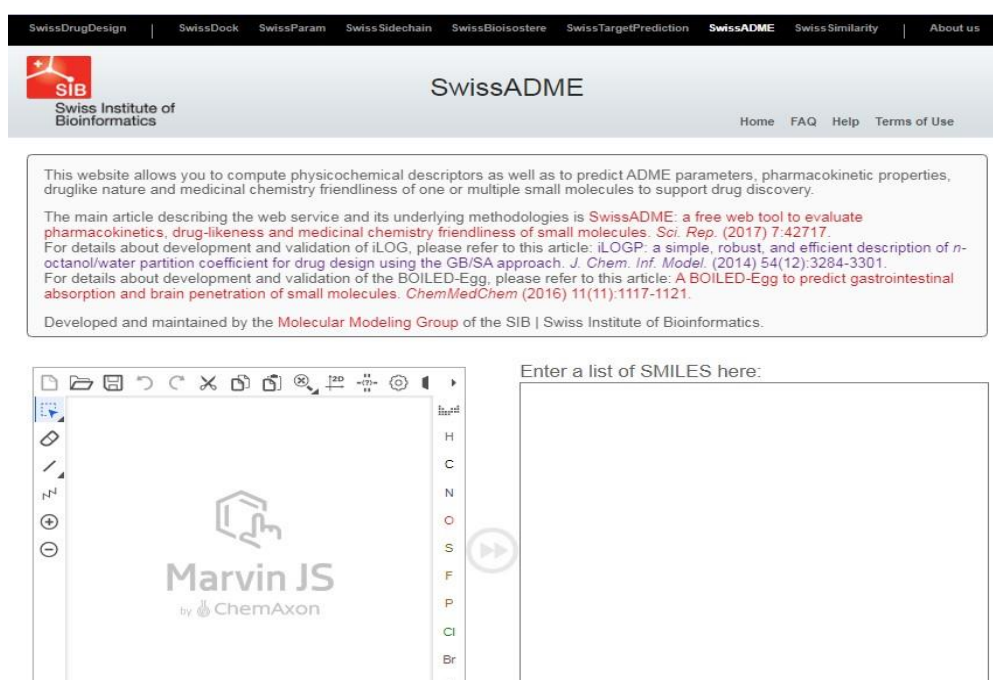 SwissDrugDesign | SwissDock SwissParam SwissSidechain SwissBioisostere SwissTargetPrediction SwissADME SwissSimilarity | About us
SIB
Swiss Institute of
Bioinformatics
SwissADME
Home FAQ Help Terms of Use
This website allows you to compute physicochemical descriptors as well as to predict ADME parameters, pharmacokinetic properties,
druglike nature and medicinal chemistry friendliness of one or multiple small molecules to support drug discovery.
The main article describing the web service and its underlying methodologies is SwissADME: a free web tool to evaluate
pharmacokinetics, drug-likeness and medicinal chemistry friendliness of small molecules. Sci. Rep. (2017) 7:42717.
For details about development and validation of iLOG, please refer to this article: iLOGP: a simple, robust, and efficient description of n-
octanol/water partition coefficient for drug design using the GB/SA approach. J. Chem. Inf. Model. (2014) 54(12):3284-3301.
For details about development and validation of the BOILED-Egg, please refer to this article: A BOILED-Egg to predict gastrointestinal
absorption and brain penetration of small molecules. ChemMedChem (2016) 11(11):1117-1121.
Developed and maintained by the Molecular Modeling Group of the SIB | Swiss Institute of Bioinformatics.
Enter a list of SMILES here:
2D
H
C
N
O
S
F
P
Cl
Br
Marvin JS
by ChemAxon